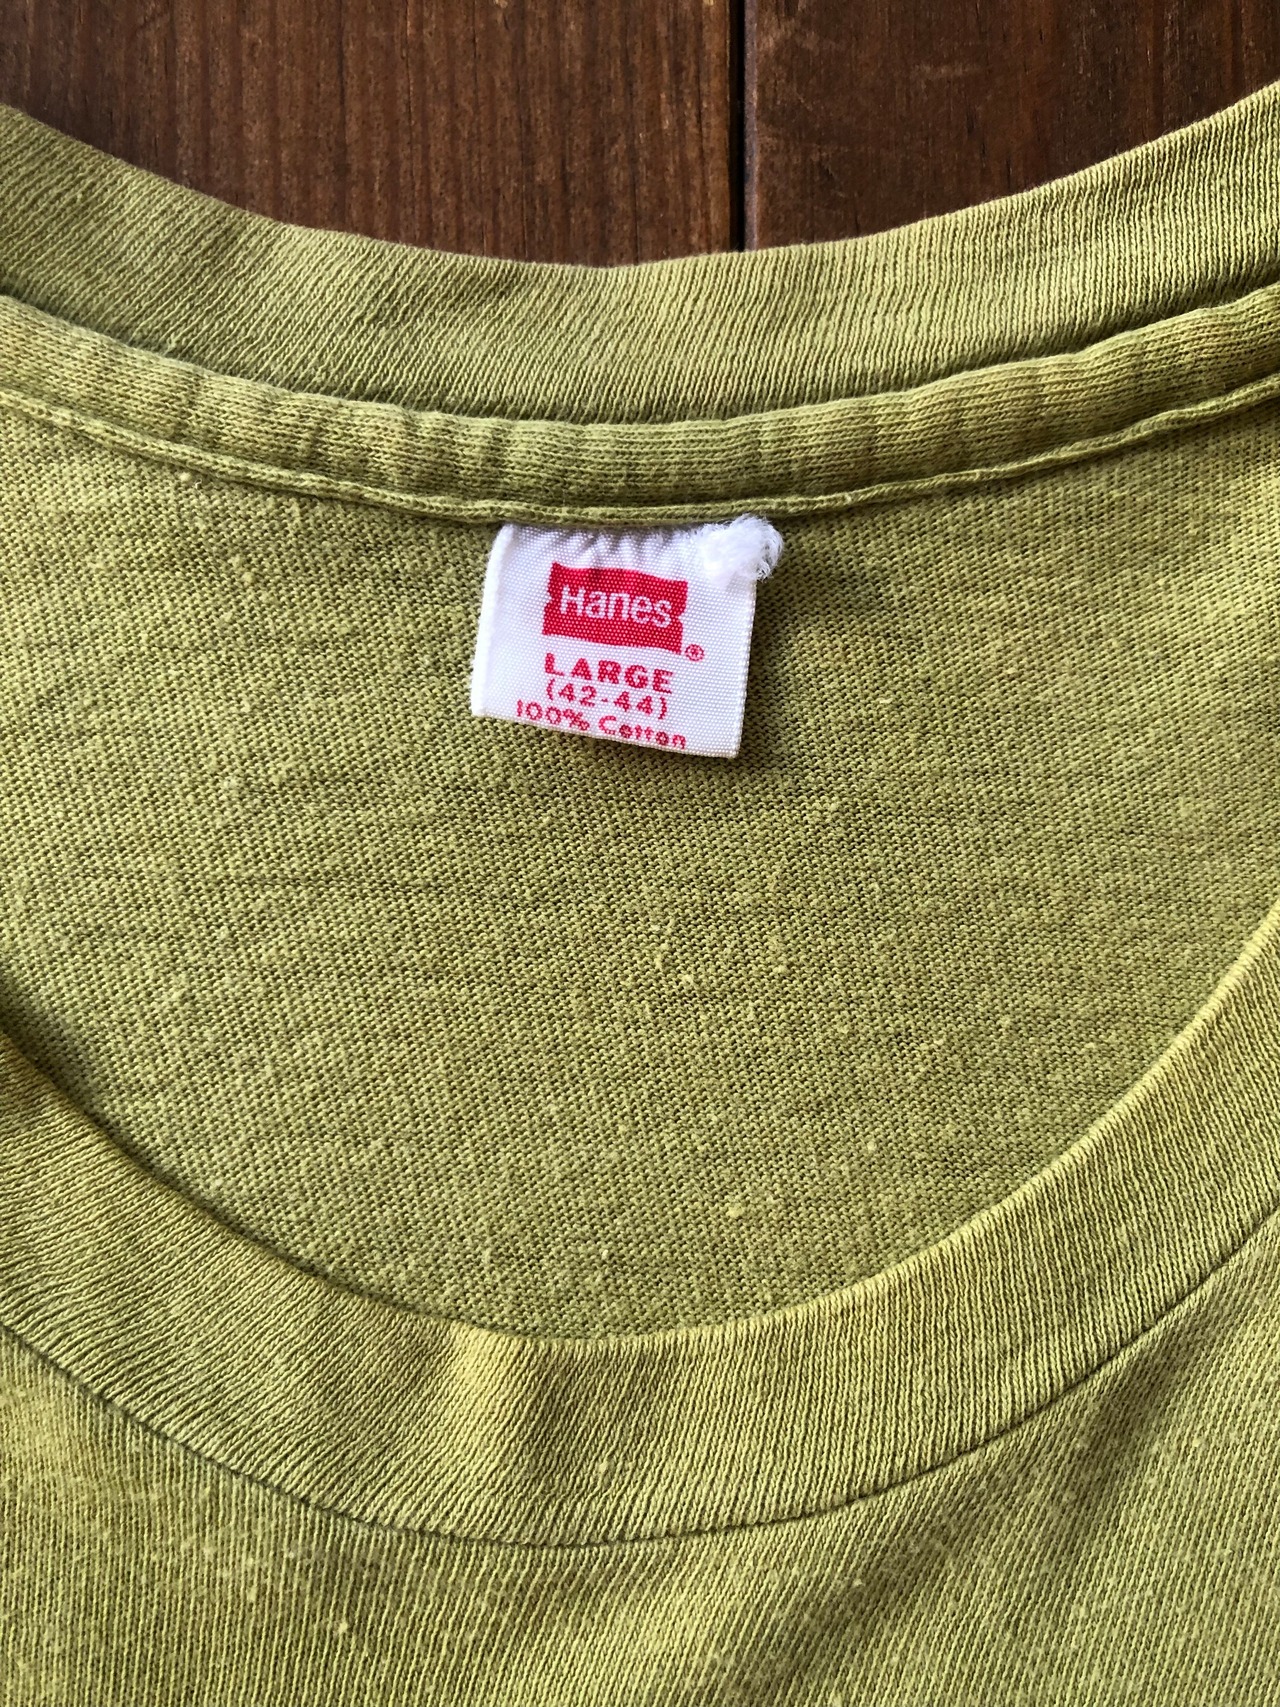 Hanes®
LARGE
(42-44)
100% Cotton